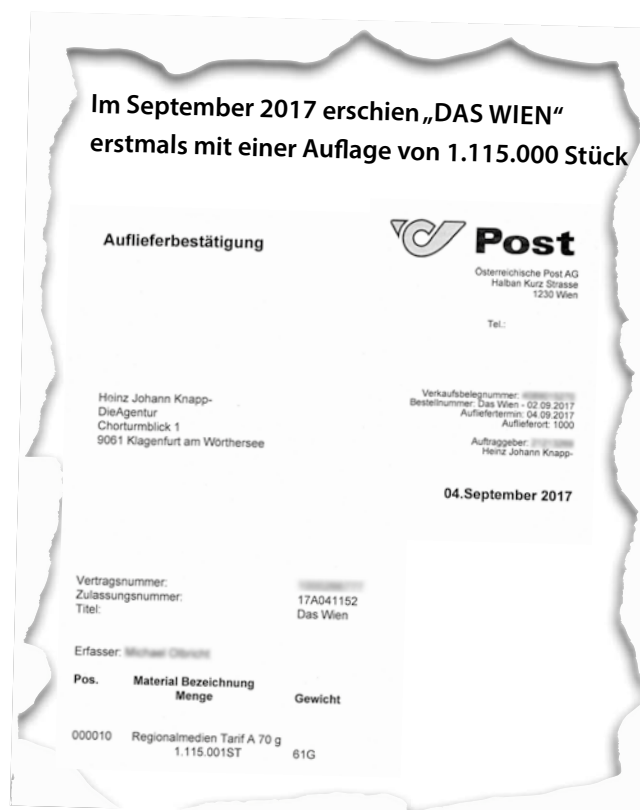 Im September 2017 erschien „DAS WIEN“
erstmals mit einer Auflage von 1.115.000 Stück
Auflieferbestätigung
Post
Österreichische Post AG
Halban Kurz Strasse
1230 Wien
Tel.:
Heinz Johann Knapp-
DieAgentur
Chorturmblick 1
9061 Klagenfurt am Wörthersee
Verkaufsbelegnummer:
Bestellnummer: Das Wien - 02.09.2017
Aufliefertermin: 04.09.2017
Auflieferort: 1000
Auftraggeber:
Heinz Johann Knapp-
04.September 2017
Vertragsnummer:
Zulassungsnummer: 17A041152
Titel: Das Wien
Erfasser:
Pos. Material Bezeichnung
Menge Gewicht
000010 Regionalmedien Tarif A 70 g
1.115.001ST 61G